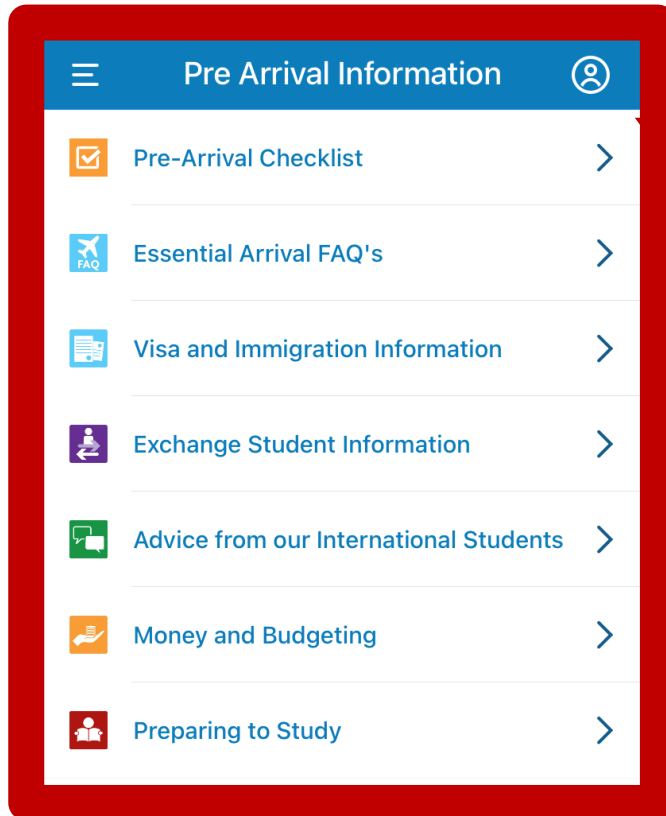 Pre Arrival Information
Pre-Arrival Checklist
FAQ
Essential Arrival FAQ's
Visa and Immigration Information
Exchange Student Information
Advice from our International Students
Money and Budgeting
Preparing to Study